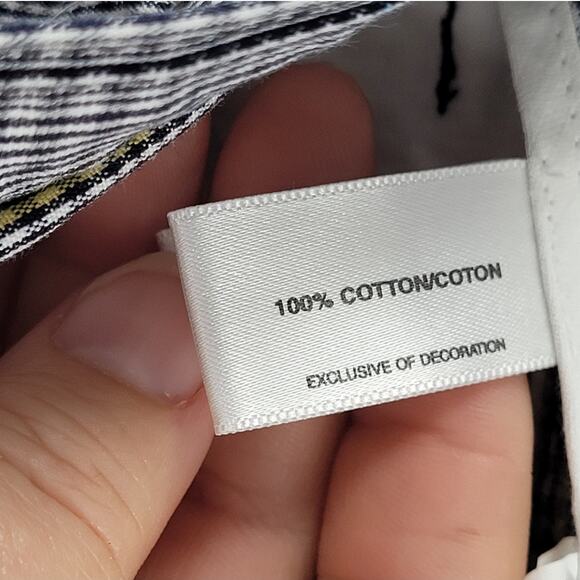 100% COTTON/COTON
EXCLUSIVE OF DECORATION